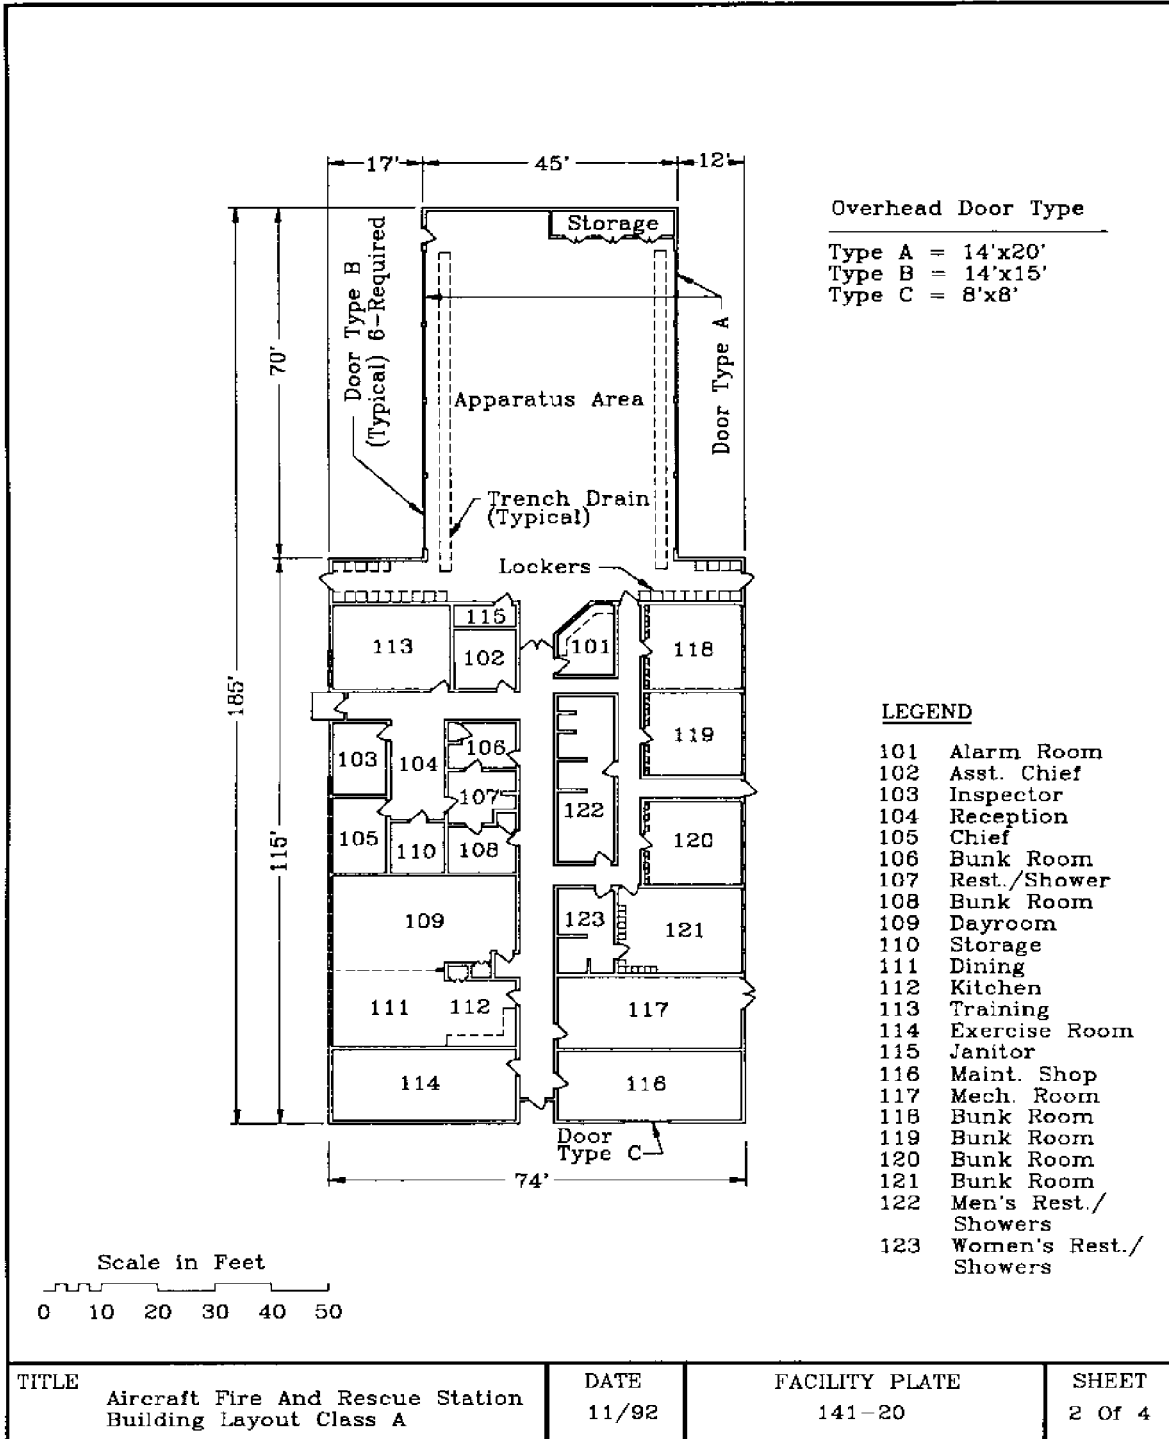 17'
45'
12'
Storage
Overhead Door Type
Type A = 14'x20'
Type B = 14'x15'
Type C = 8'x8'
Door Type B
(Typical) 6-Required
70'
Door Type A
Apparatus Area
Trench Drain
(Typical)
Lockers
185'
115'
115
113
102
101
118
103
104
106
119
107
122
105
110
108
120
109
123
121
111
112
117
114
116
Door
Type C
74'
LEGEND
101 Alarm Room
102 Asst. Chief
103 Inspector
104 Reception
105 Chief
106 Bunk Room
107 Rest./Shower
108 Bunk Room
109 Dayroom
110 Storage
111 Dining
112 Kitchen
113 Training
114 Exercise Room
115 Janitor
116 Maint. Shop
117 Mech. Room
118 Bunk Room
119 Bunk Room
120 Bunk Room
121 Bunk Room
122 Men's Rest./
Showers
123 Women's Rest./
Showers
Scale in Feet
0 10 20 30 40 50
TITLE
Aircraft Fire And Rescue Station
Building Layout Class A
DATE
11/92
FACILITY PLATE
141-20
SHEET
2 Of 4